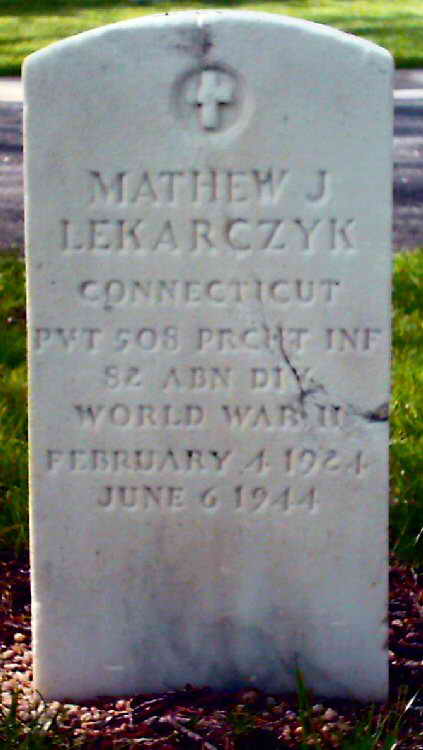 MATHEW J
LEKARCZYK
CONNECTICUT
PVT 508 PRCHT INF
82 ABN DIV
WORLD WAR II
FEBRUARY 4 1924
JUNE 6 1944